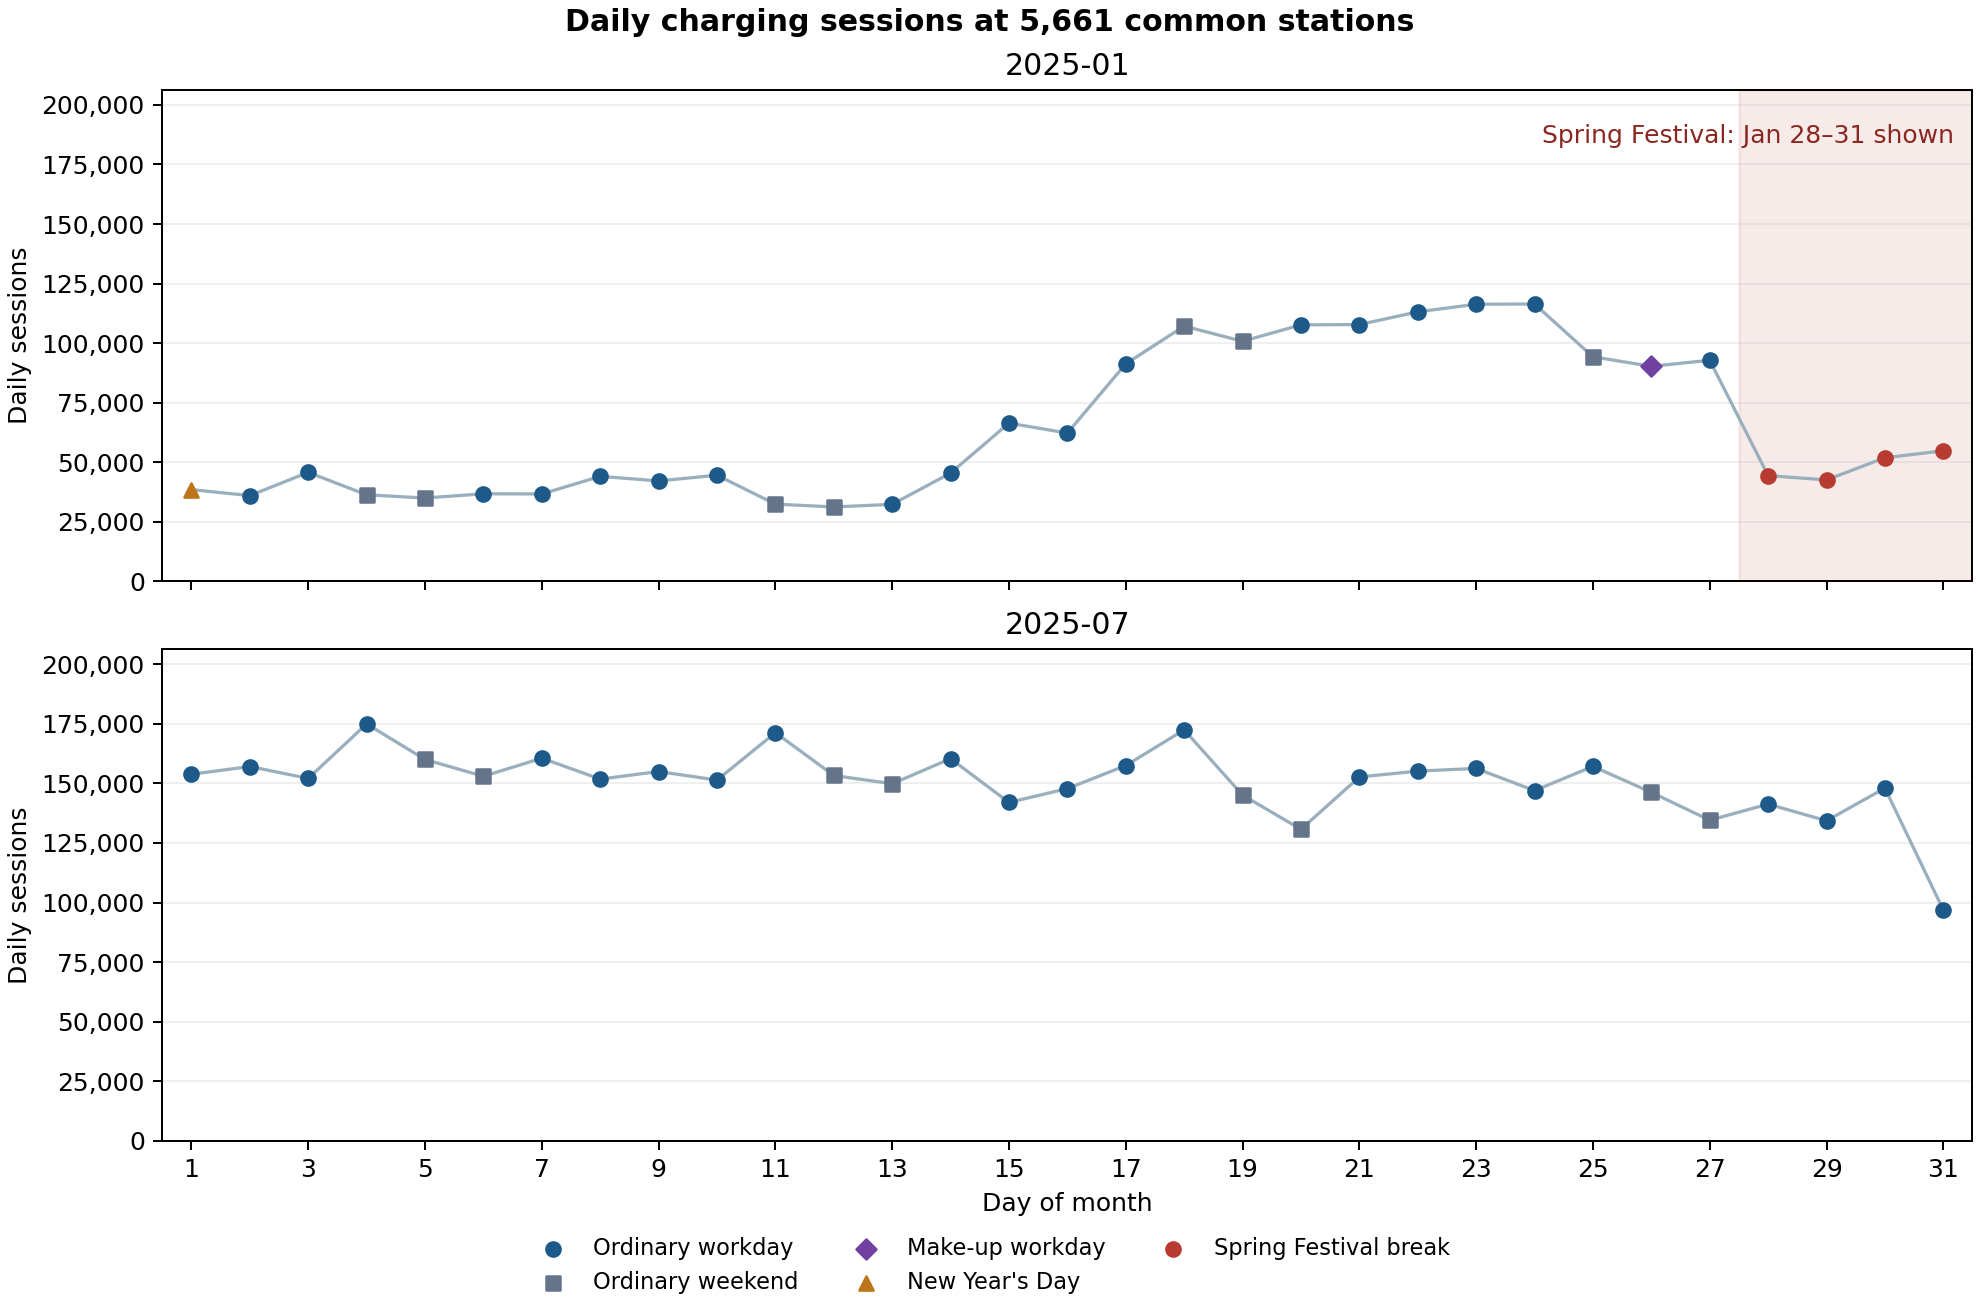 Daily charging sessions at 5,661 common stations
2025-01
200,000
175,000
150,000
125,000
100,000
75,000
50,000
25,000
0
Daily sessions
Spring Festival: Jan 28–31 shown
2025-07
200,000
175,000
150,000
125,000
100,000
75,000
50,000
25,000
0
Daily sessions
1 3 5 7 9 11 13 15 17 19 21 23 25 27 29 31
Day of month
Ordinary workday Make-up workday Spring Festival break
Ordinary weekend New Year's Day